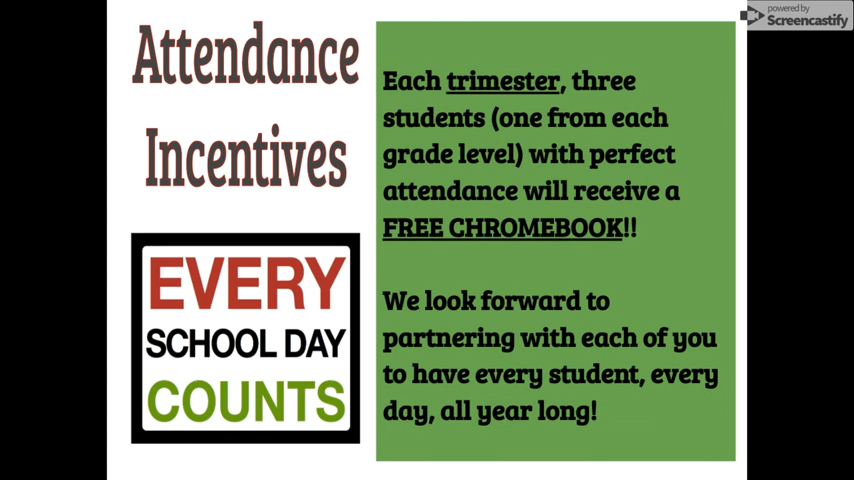 powered by
Screencastify
Attendance
Incentives
EVERY
SCHOOL DAY
COUNTS
Each trimester, three
students (one from each
grade level) with perfect
attendance will receive a
FREE CHROMEBOOK!!
We look forward to
partnering with each of you
to have every student, every
day, all year long!